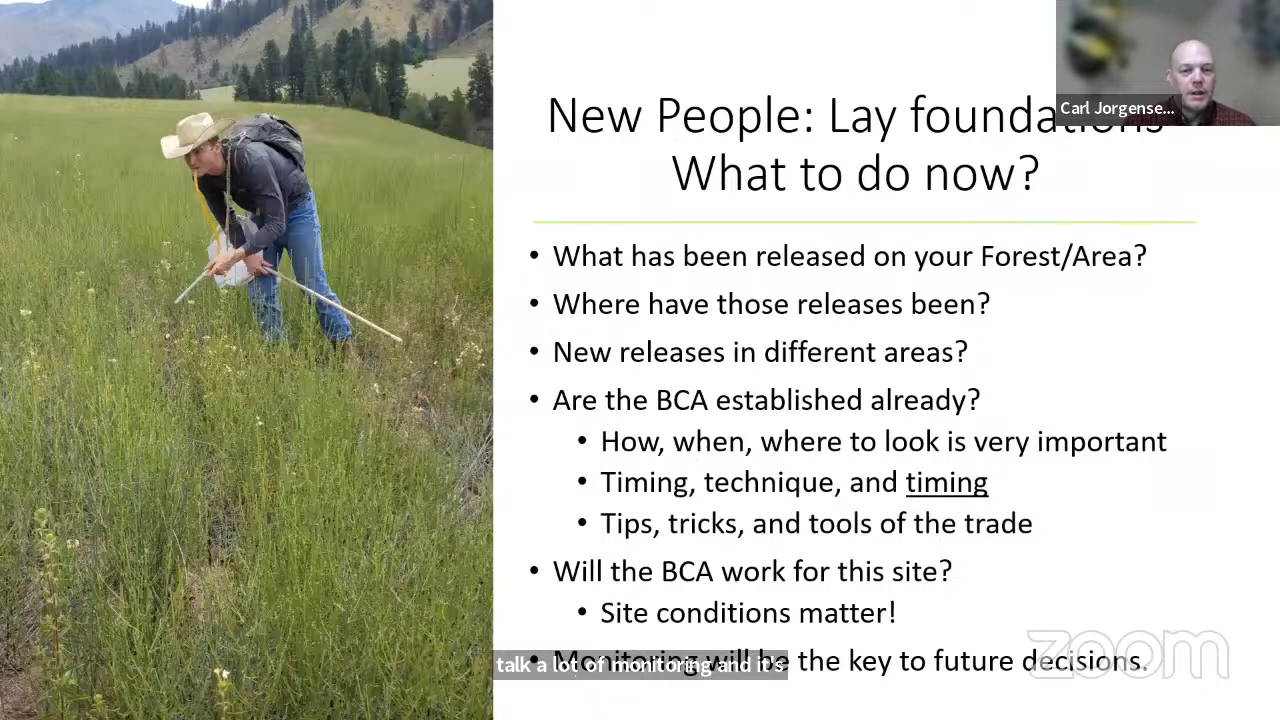 New People: Lay foundations
What to do now?
Carl Jorgense...
• What has been released on your Forest/Area?
• Where have those releases been?
• New releases in different areas?
• Are the BCA established already?
• How, when, where to look is very important
• Timing, technique, and timing
• Tips, tricks, and tools of the trade
• Will the BCA work for this site?
• Site conditions matter!
• Monitoring will be the key to future decisions.
talk a lot of monitoring and it's
zoom